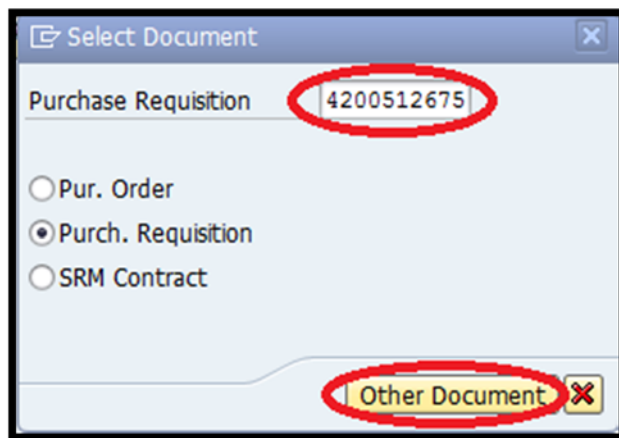 Select Document
Purchase Requisition 4200512675
Pur. Order
Purch. Requisition
SRM Contract
Other Document